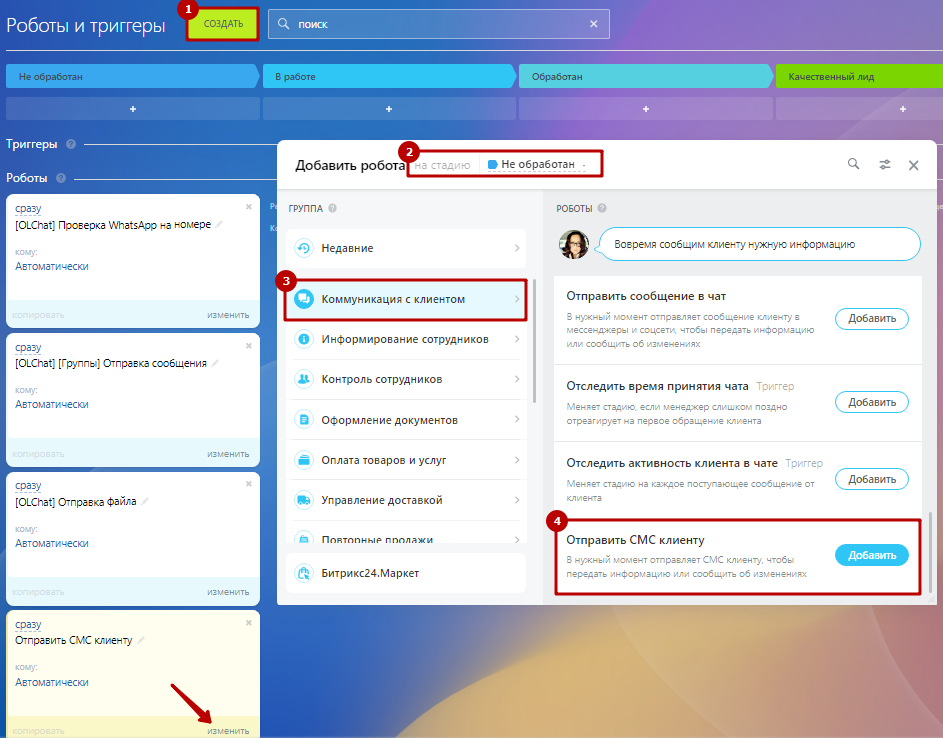 1
Роботы и триггеры
СОЗДАТЬ
поиск
Не обработан
В работе
Обработан
Качественный лид
+
+
+
+
Триггеры ?
Роботы ?
сразу
[OLChat] Проверка WhatsApp на номере
кому:
Автоматически
копировать
изменить
сразу
[OLChat] [Группы] Отправка сообщения
кому:
Автоматически
копировать
изменить
сразу
[OLChat] Отправка файла
кому:
Автоматически
копировать
изменить
сразу
Отправить СМС клиенту
кому:
Автоматически
копировать
изменить
2
Добавить робота
на стадию
Не обработан
ГРУППА ?
Недавние
3
Коммуникация с клиентом
Информирование сотрудников
Контроль сотрудников
Оформление документов
Оплата товаров и услуг
Управление доставкой
Повторные продажи
Битрикс24.Маркет
РОБОТЫ ?
Вовремя сообщим клиенту нужную информацию
Отправить сообщение в чат
В нужный момент отправляет сообщение клиенту в
мессенджеры и соцсети, чтобы передать информацию
или сообщить об изменениях
Добавить
Отследить время принятия чата Триггер
Меняет стадию, если менеджер слишком поздно
отреагирует на первое обращение клиента
Добавить
Отследить активность клиента в чате Триггер
Меняет стадию на каждое поступающее сообщение от
клиента
Добавить
4
Отправить СМС клиенту
В нужный момент отправляет СМС клиенту, чтобы
передать информацию или сообщить об изменениях
Добавить